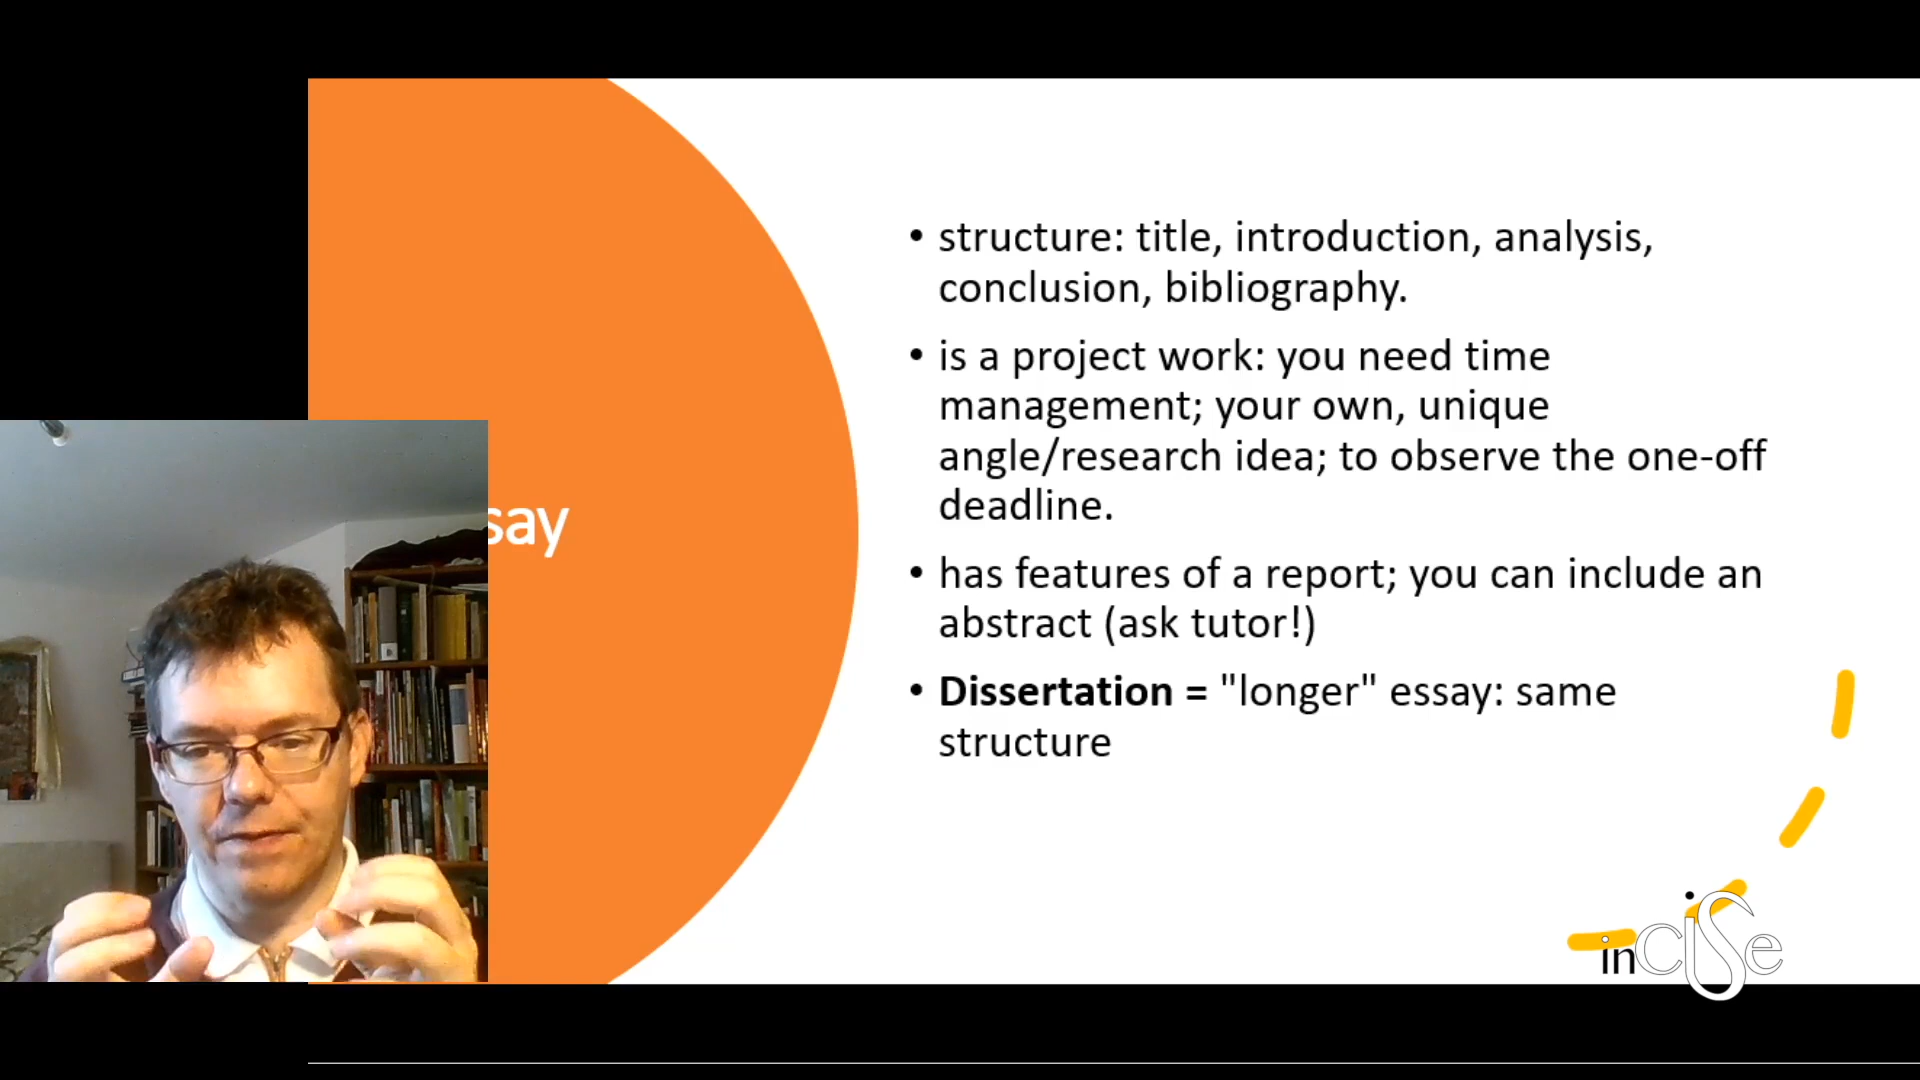 say
• structure: title, introduction, analysis,
conclusion, bibliography.
• is a project work: you need time
management; your own, unique
angle/research idea; to observe the one-off
deadline.
• has features of a report; you can include an
abstract (ask tutor!)
• Dissertation = "longer" essay: same
structure
inCiSe